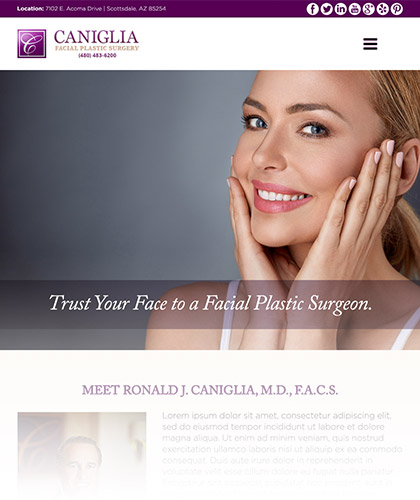 Location: 7102 E. Acoma Drive | Scottsdale, AZ 85254
C
CANIGLIA
FACIAL PLASTIC SURGERY
(480) 483-6200
Trust Your Face to a Facial Plastic Surgeon.
MEET RONALD J. CANIGLIA, M.D., F.A.C.S.
Lorem ipsum dolor sit amet, consectetur adipiscing elit,
sed do eiusmod tempor incididunt ut labore et dolore
magna aliqua. Ut enim ad minim veniam, quis nostrud
exercitation ullamco laboris nisi ut aliquip ex ea commodo
consequat. Duis aute irure dolor in reprehenderit in